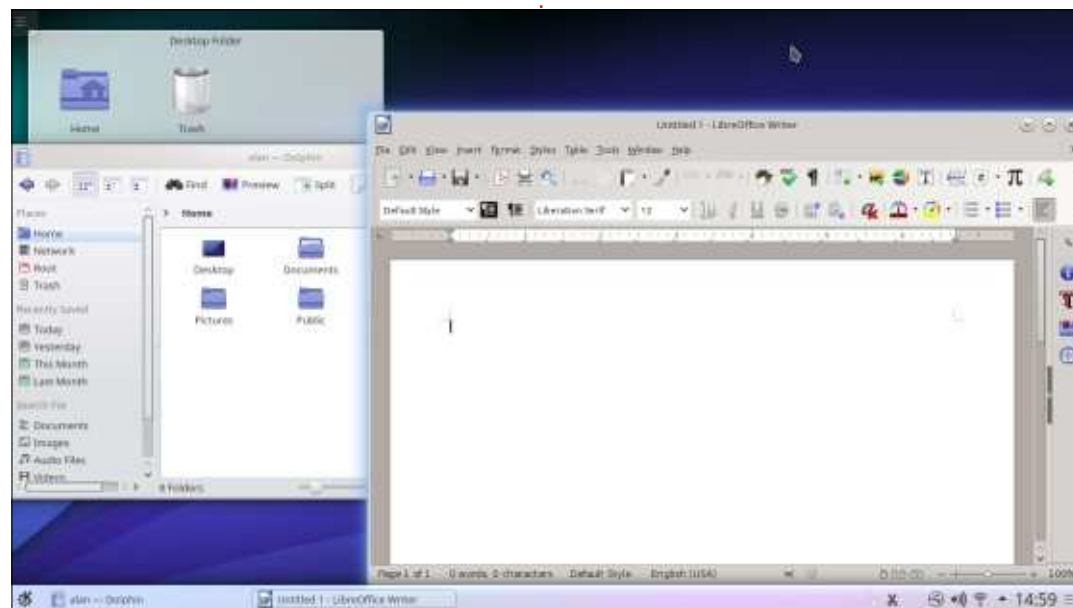 Desktop Folder
Home
Trash
alan — Dolphin
Find
Preview
Split
Places
Home
Network
Root
Trash
Recently Saved
Today
Yesterday
This Month
Last Month
Search For
Documents
Images
Audio Files
Videos
Home
Desktop
Documents
Pictures
Public
6 Folders
Untitled 1 - LibreOffice Writer
File Edit View Insert Format Styles Table Tools Window Help
Default Style
Liberation Serif
12
Page 1 of 1
0 words, 0 characters
Default Style
English (USA)
100%
alan — Dolphin
Untitled 1 - LibreOffice Writer
14:59